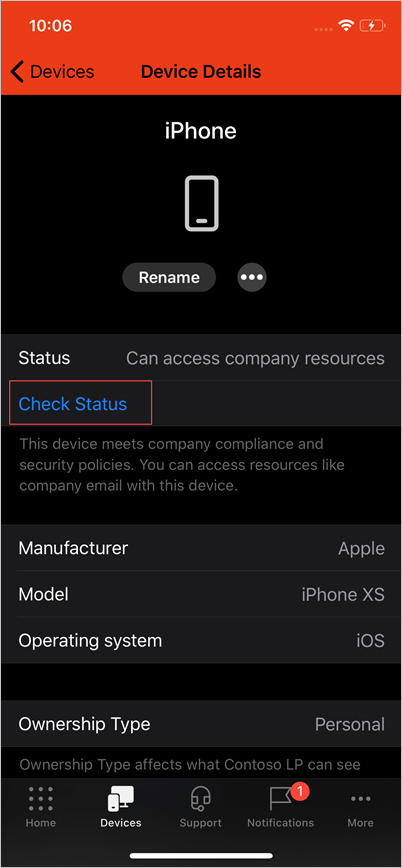 10:06
Devices
Device Details
iPhone
Rename
Status Can access company resources
Check Status
This device meets company compliance and
security policies. You can access resources like
company email with this device.
Manufacturer Apple
Model iPhone XS
Operating system iOS
Ownership Type Personal
Ownership Type affects what Contoso LP can see
1
Home Devices Support Notifications More